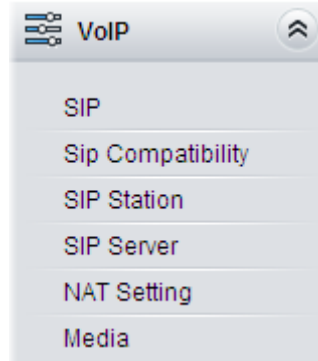 VoIP
SIP
Sip Compatibility
SIP Station
SIP Server
NAT Setting
Media